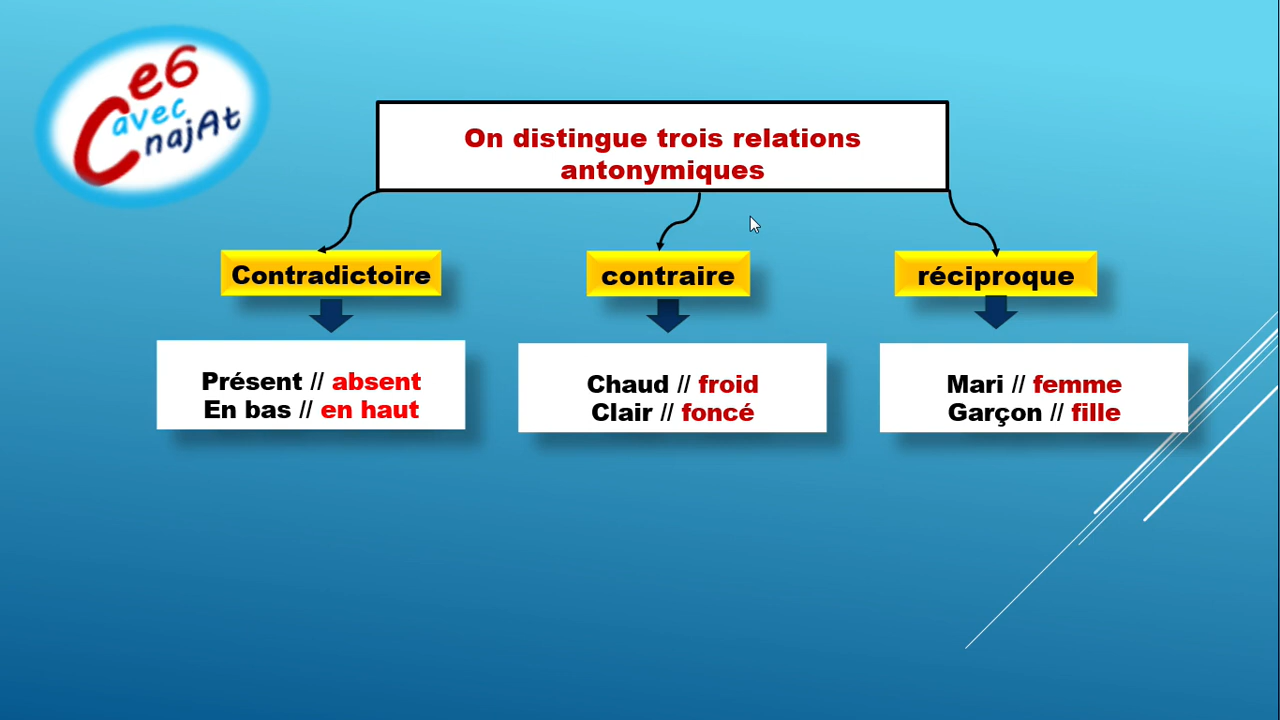 Ce6
avec
najAt
On distingue trois relations
antonymiques
Contradictoire
contraire
réciproque
Présent // absent
En bas // en haut
Chaud // froid
Clair // foncé
Mari // femme
Garçon // fille